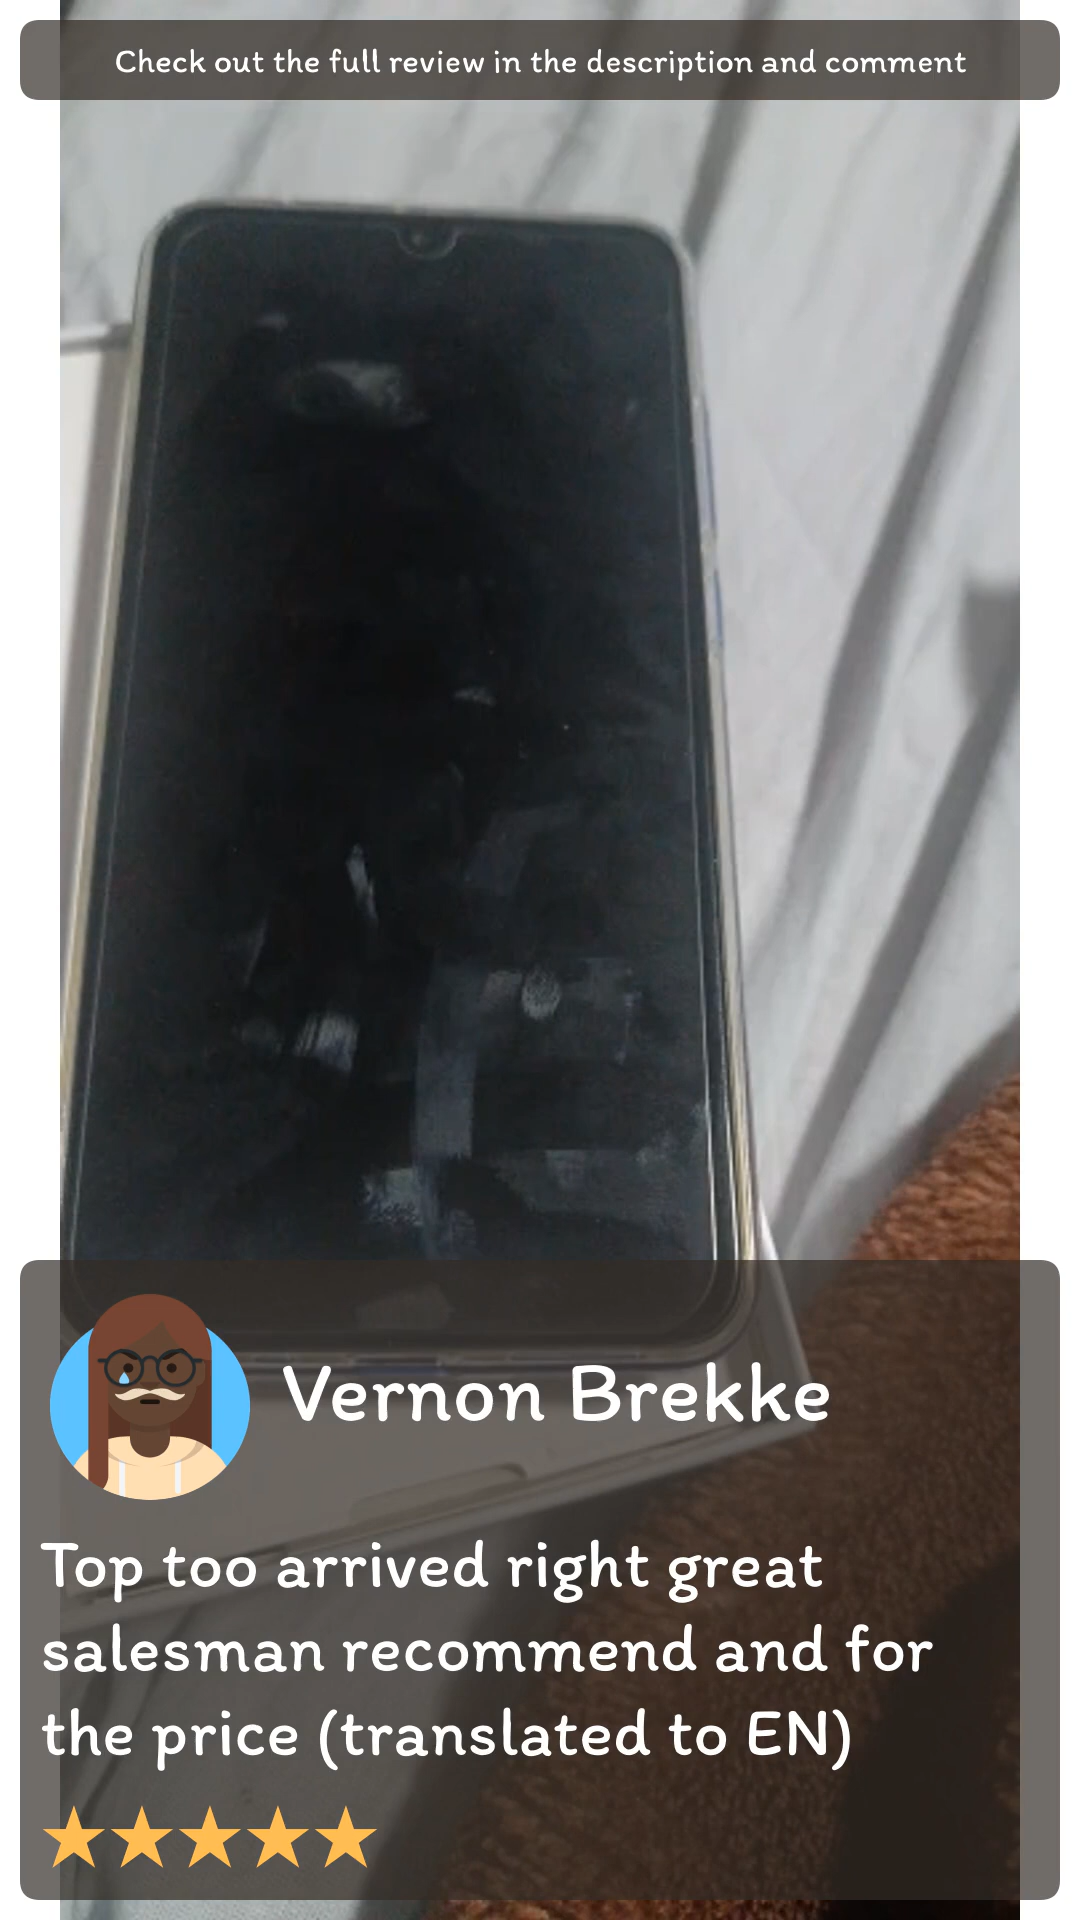 Check out the full review in the description and comment
Vernon Brekke
Top too arrived right great
salesman recommend and for
the price (translated to EN)